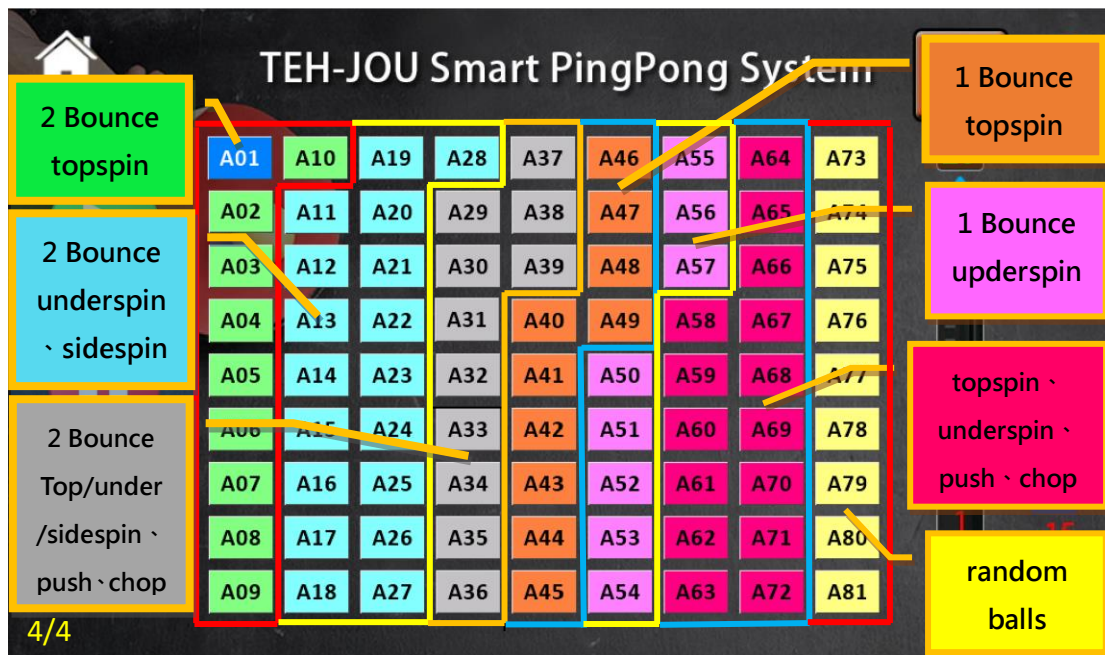 TEH-JOU Smart PingPong System
2 Bounce
topspin
2 Bounce
underspin
、sidespin
2 Bounce
Top/under
/sidespin、
push、chop
A01 A10 A19 A28 A37 A46 A55 A64 A73
A02 A11 A20 A29 A38 A47 A56 A65 A74
A03 A12 A21 A30 A39 A48 A57 A66 A75
A04 A13 A22 A31 A40 A49 A58 A67 A76
A05 A14 A23 A32 A41 A50 A59 A68 A77
A06 A15 A24 A33 A42 A51 A60 A69 A78
A07 A16 A25 A34 A43 A52 A61 A70 A79
A08 A17 A26 A35 A44 A53 A62 A71 A80
A09 A18 A27 A36 A45 A54 A63 A72 A81
1 Bounce
topspin
1 Bounce
upderspin
topspin、
underspin、
push、chop
random
balls
4/4